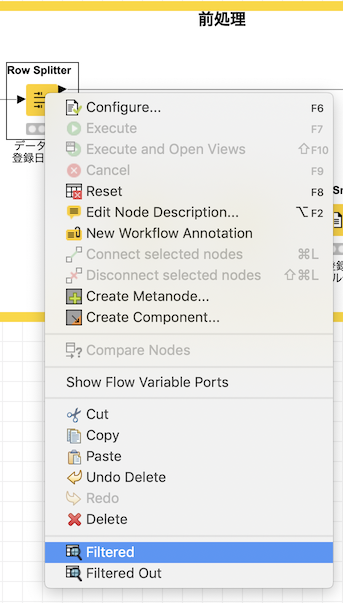 前処理
Row Splitter
データ
登録日
Configure... F6
Execute F7
Execute and Open Views ⇧F10
Cancel F9
Reset F8
Edit Node Description... ⌥F2
New Workflow Annotation
Connect selected nodes ⌘L
Disconnect selected nodes ⇧⌘L
Create Metanode...
Create Component...
Compare Nodes
Show Flow Variable Ports
Cut
Copy
Paste
Undo Delete
Redo
Delete
Filtered
Filtered Out